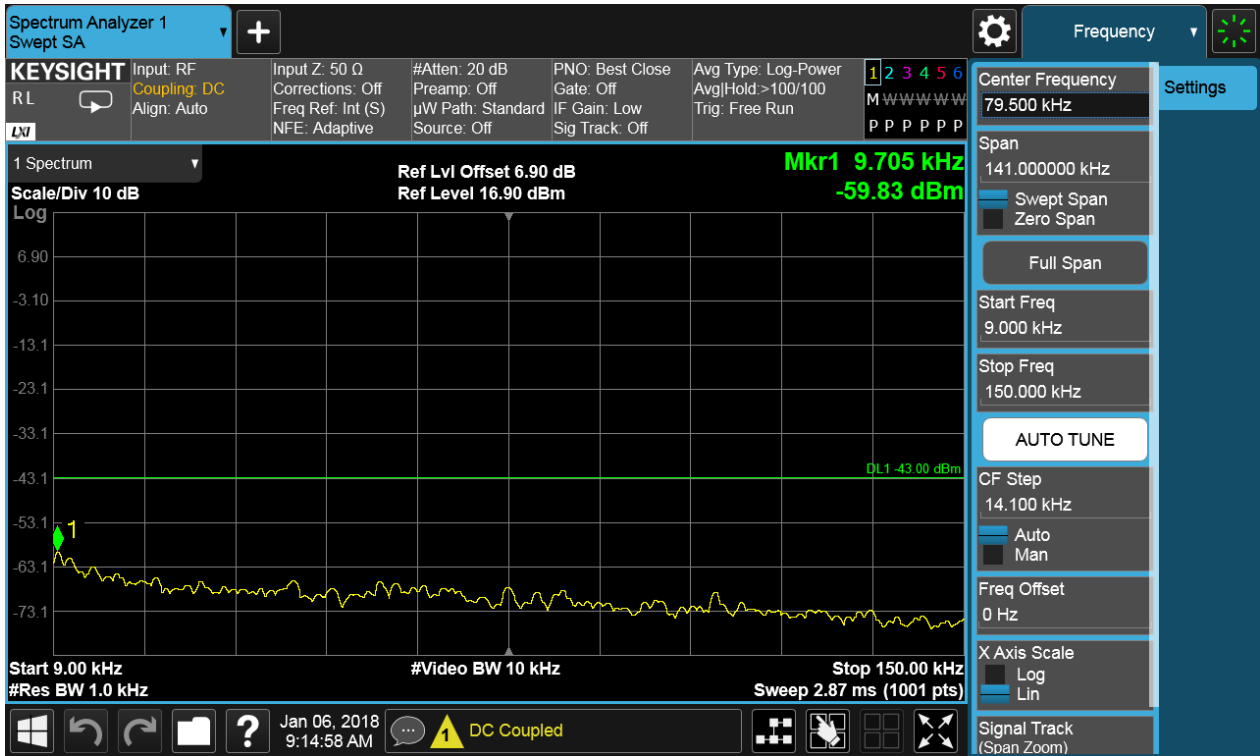 Spectrum Analyzer 1
Swept SA
+
Frequency
KEYSIGHT
RL
LXI
Input: RF
Coupling: DC
Align: Auto
Input Z: 50 Ω
Corrections: Off
Freq Ref: Int (S)
NFE: Adaptive
#Atten: 20 dB
Preamp: Off
µW Path: Standard
Source: Off
PNO: Best Close
Gate: Off
IF Gain: Low
Sig Track: Off
Avg Type: Log-Power
Avg|Hold:>100/100
Trig: Free Run
1 2 3 4 5 6
M W W W W W
P P P P P P
1 Spectrum
Scale/Div 10 dB
Log
Ref Lvl Offset 6.90 dB
Ref Level 16.90 dBm
Mkr1 9.705 kHz
-59.83 dBm
6.90
-3.10
-13.1
-23.1
-33.1
-43.1
-53.1
-63.1
-73.1
DL1 -43.00 dBm
1
Start 9.00 kHz
#Res BW 1.0 kHz
#Video BW 10 kHz
Stop 150.00 kHz
Sweep 2.87 ms (1001 pts)
Center Frequency
79.500 kHz
Span
141.000000 kHz
Swept Span
Zero Span
Full Span
Start Freq
9.000 kHz
Stop Freq
150.000 kHz
AUTO TUNE
CF Step
14.100 kHz
Auto
Man
Freq Offset
0 Hz
X Axis Scale
Log
Lin
Signal Track
(Span Zoom)
Settings
?
Jan 06, 2018
9:14:58 AM
1
DC Coupled